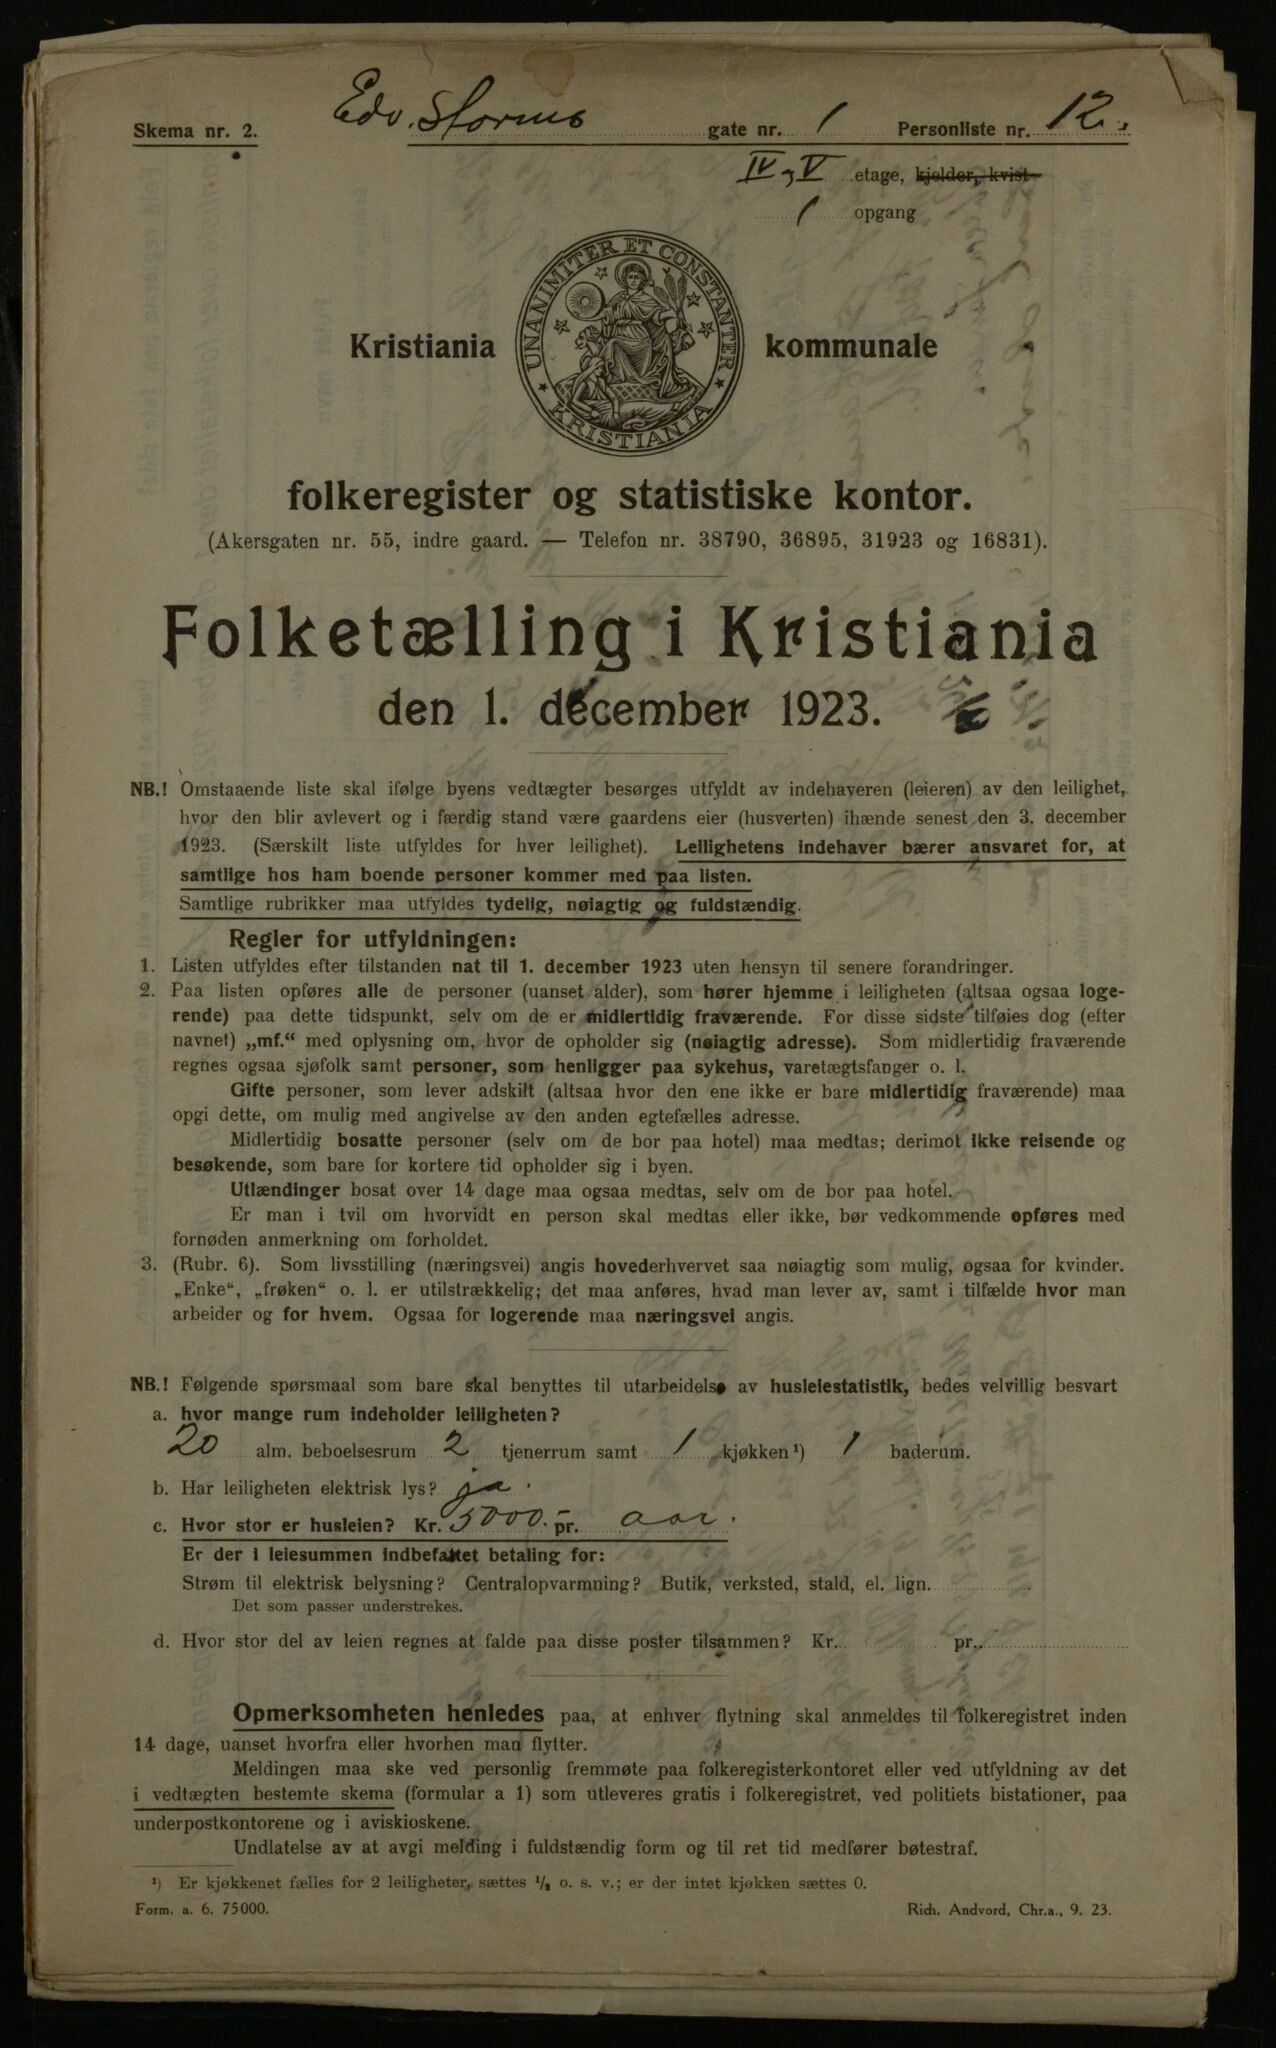 Skema nr. 2. Edv. Storms gate nr. 1 Personliste nr. 12.
IV og V etage, kjelder, kvist
1 opgang
UNANIMITER ET CONSTANTER
KRISTIANIA
Kristiania kommunale
folkeregister og statistiske kontor.
(Akersgaten nr. 55, indre gaard. — Telefon nr. 38790, 36895, 31923 og 16831).
Folketælling i Kristiania
den 1. december 1923.
NB.! Omstaaende liste skal ifølge byens vedtægter besørges utfyldt av indehaveren (leieren) av den leilighet,
hvor den blir avlevert og i færdig stand være gaardens eier (husverten) ihænde senest den 3. december
1923. (Særskilt liste utfyldes for hver leilighet). Leilighetens indehaver bærer ansvaret for, at
samtlige hos ham boende personer kommer med paa listen.
Samtlige rubrikker maa utfyldes tydelig, nøiagtig og fuldstændig.
Regler for utfyldningen:
1. Listen utfyldes efter tilstanden nat til 1. december 1923 uten hensyn til senere forandringer.
2. Paa listen opføres alle de personer (uanset alder), som hører hjemme i leiligheten (altsaa ogsaa loge-
rende) paa dette tidspunkt, selv om de er midlertidig fraværende. For disse sidste tilføies dog (efter
navnet) „mf.“ med oplysning om, hvor de opholder sig (nøiagtig adresse). Som midlertidig fraværende
regnes ogsaa sjøfolk samt personer, som henligger paa sykehus, varetægtsfanger o. l.
Gifte personer, som lever adskilt (altsaa hvor den ene ikke er bare midlertidig fraværende) maa
opgi dette, om mulig med angivelse av den anden egtefælles adresse.
Midlertidig bosatte personer (selv om de bor paa hotel) maa medtas; derimot ikke reisende og
besøkende, som bare for kortere tid opholder sig i byen.
Utlændinger bosat over 14 dage maa ogsaa medtas, selv om de bor paa hotel.
Er man i tvil om hvorvidt en person skal medtas eller ikke, bør vedkommende opføres med
fornøden anmerkning om forholdet.
3. (Rubr. 6). Som livsstilling (næringsvei) angis hovederhvervet saa nøiagtig som mulig, ogsaa for kvinder.
„Enke“, „frøken“ o. l. er utilstrækkelig; det maa anføres, hvad man lever av, samt i tilfælde hvor man
arbeider og for hvem. Ogsaa for logerende maa næringsvei angis.
NB.! Følgende spørsmaal som bare skal benyttes til utarbeidelse av husleiestatistik, bedes velvillig besvart
a. hvor mange rum indeholder leiligheten?
20 alm. beboelsesrum 2 tjenerrum samt 1 kjøkken¹) 1 baderum.
b. Har leiligheten elektrisk lys? ja.
c. Hvor stor er husleien? Kr. 5000.- pr. aar.
Er der i leiesummen indbefattet betaling for:
Strøm til elektrisk belysning? Centralopvarmning? Butik, verksted, stald, el. lign.
Det som passer understrekes.
d. Hvor stor del av leien regnes at falde paa disse poster tilsammen? Kr. pr.
Opmerksomheten henledes paa, at enhver flytning skal anmeldes til folkeregistret inden
14 dage, uanset hvorfra eller hvorhen man flytter.
Meldingen maa ske ved personlig fremmøte paa folkeregisterkontoret eller ved utfyldning av det
i vedtægten bestemte skema (formular a 1) som utleveres gratis i folkeregistret, ved politiets bistationer, paa
underpostkontorene og i aviskioskene.
Undlatelse av at avgi melding i fuldstændig form og til ret tid medfører bøtestraf.
¹) Er kjøkkenet fælles for 2 leiligheter, sættes ½ o. s. v.; er der intet kjøkken sættes 0.
Form. a. 6. 75000. Rich. Andvord, Chr.a., 9. 23.